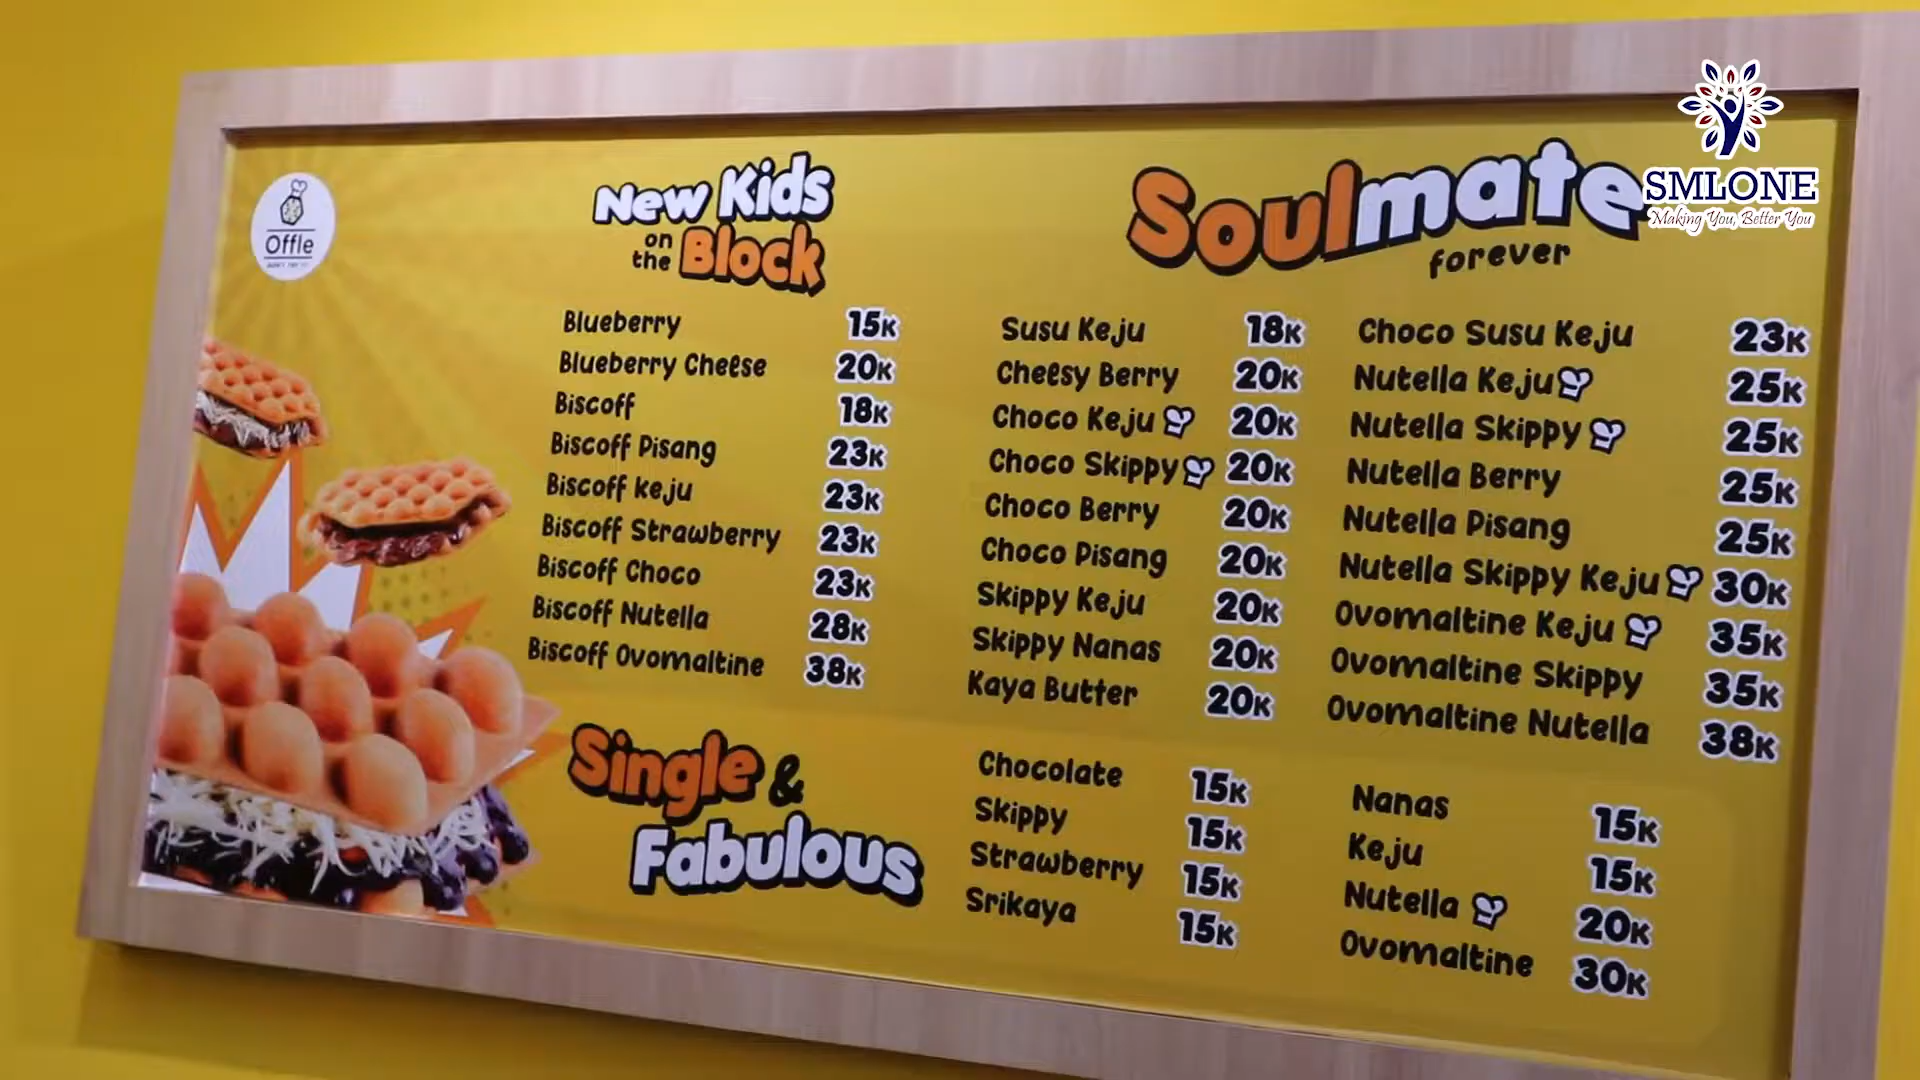 SMLONE
Making You, Better You
Offle
New Kids
on the Block
Blueberry 15K
Blueberry Cheese 20K
Biscoff 18K
Biscoff Pisang 23K
Biscoff keju 23K
Biscoff Strawberry 23K
Biscoff Choco 23K
Biscoff Nutella 28K
Biscoff Ovomaltine 38K
Soulmate
forever
Susu Keju 18K
Cheesy Berry 20K
Choco Keju 20K
Choco Skippy 20K
Choco Berry 20K
Choco Pisang 20K
Skippy Keju 20K
Skippy Nanas 20K
Kaya Butter 20K
Choco Susu Keju 23K
Nutella Keju 25K
Nutella Skippy 25K
Nutella Berry 25K
Nutella Pisang 25K
Nutella Skippy Keju 30K
Ovomaltine Keju 35K
Ovomaltine Skippy 35K
Ovomaltine Nutella 38K
Single &
Fabulous
Chocolate 15K
Skippy 15K
Strawberry 15K
Srikaya 15K
Nanas 15K
Keju 15K
Nutella 20K
Ovomaltine 30K